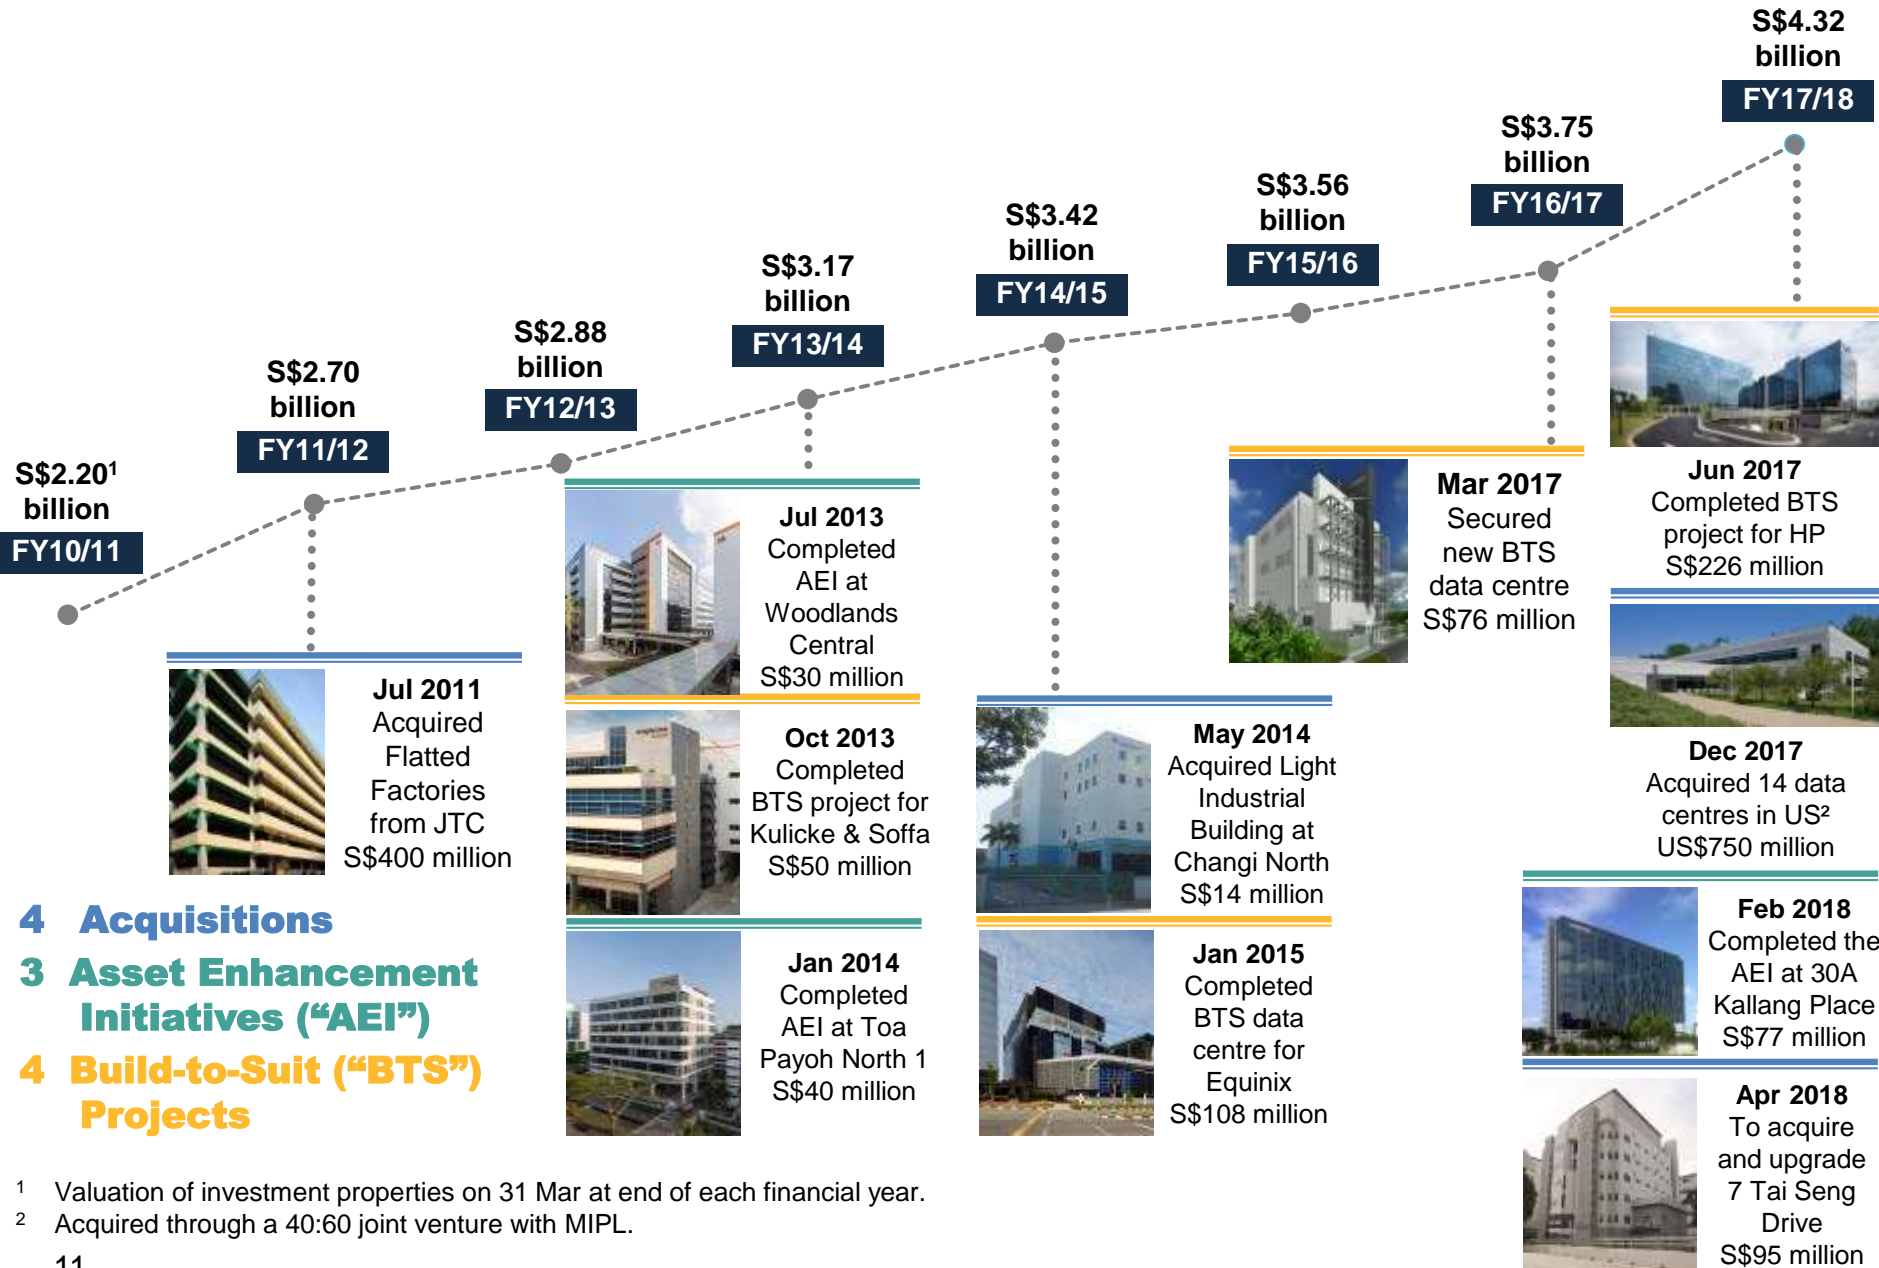 S$2.20¹
billion
FY10/11
S$2.70
billion
FY11/12
S$2.88
billion
FY12/13
S$3.17
billion
FY13/14
S$3.42
billion
FY14/15
S$3.56
billion
FY15/16
S$3.75
billion
FY16/17
S$4.32
billion
FY17/18
Jul 2011
Acquired
Flatted
Factories
from JTC
S$400 million
Jul 2013
Completed
AEI at
Woodlands
Central
S$30 million
Oct 2013
Completed
BTS project for
Kulicke & Soffa
S$50 million
Jan 2014
Completed
AEI at Toa
Payoh North 1
S$40 million
May 2014
Acquired Light
Industrial
Building at
Changi North
S$14 million
Jan 2015
Completed
BTS data
centre for
Equinix
S$108 million
Mar 2017
Secured
new BTS
data centre
S$76 million
Jun 2017
Completed BTS
project for HP
S$226 million
Dec 2017
Acquired 14 data
centres in US²
US$750 million
Feb 2018
Completed the
AEI at 30A
Kallang Place
S$77 million
Apr 2018
To acquire
and upgrade
7 Tai Seng
Drive
S$95 million
4 Acquisitions
3 Asset Enhancement
Initiatives (“AEI”)
4 Build-to-Suit (“BTS”)
Projects
1 Valuation of investment properties on 31 Mar at end of each financial year.
2 Acquired through a 40:60 joint venture with MIPL.
11